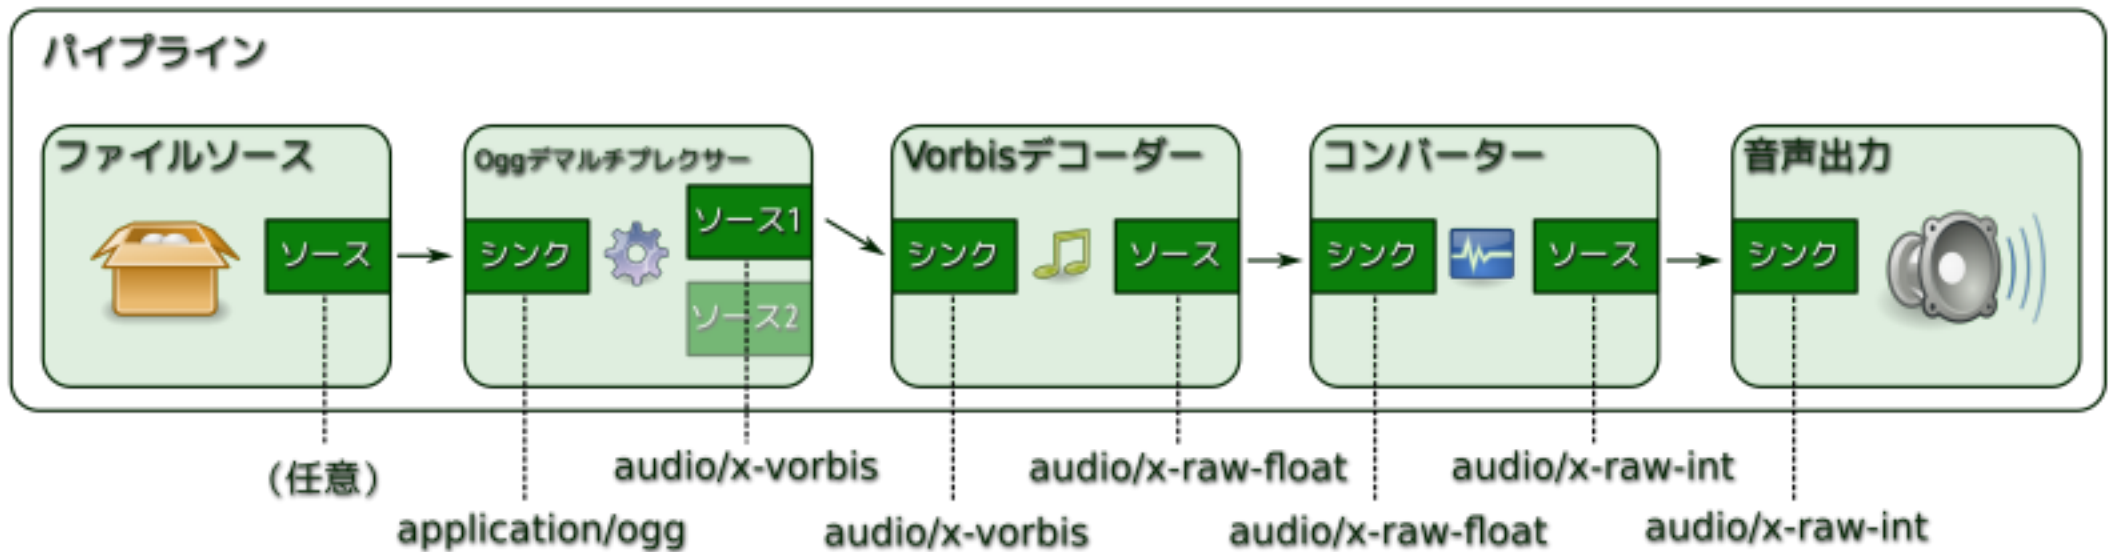 パイプライン
ファイルソース
ソース
Oggデマルチプレクサー
シンク
ソース1
ソース2
Vorbisデコーダー
シンク
ソース
コンバーター
シンク
ソース
音声出力
シンク
(任意)
application/ogg
audio/x-vorbis
audio/x-vorbis
audio/x-raw-float
audio/x-raw-float
audio/x-raw-int
audio/x-raw-int